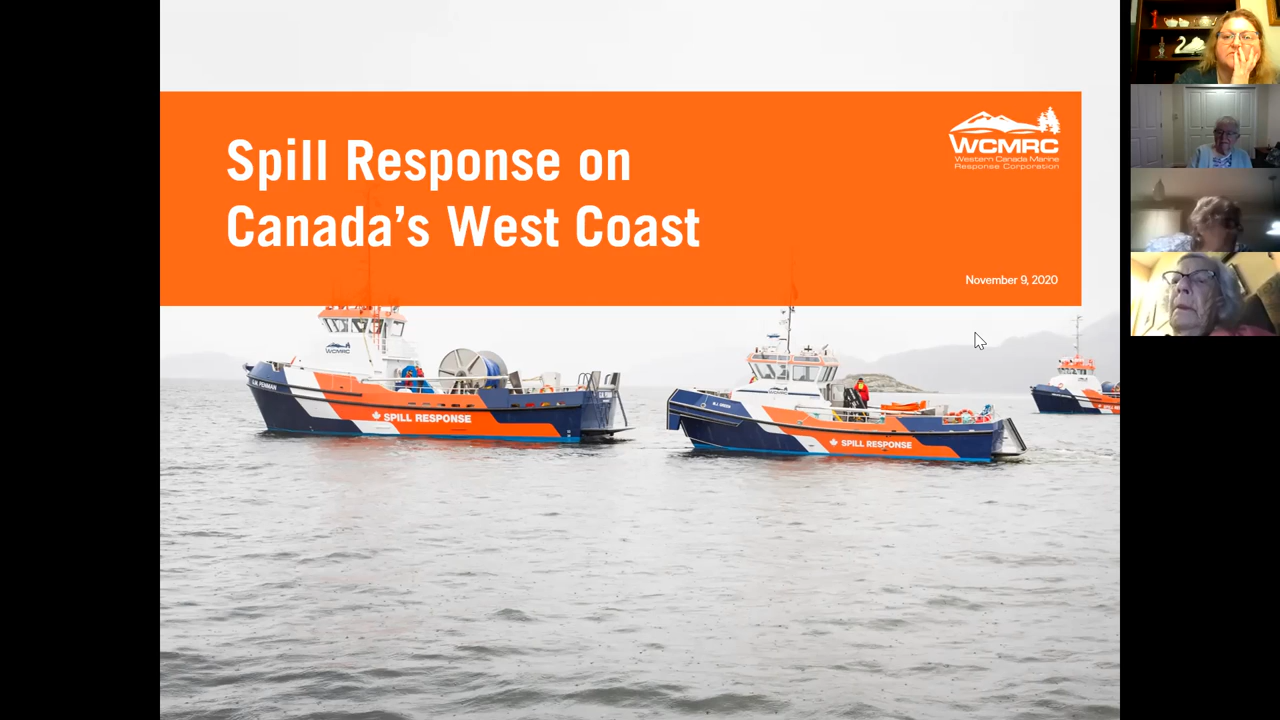 Spill Response on
Canada's West Coast
WCMRC
Western Canada Marine
Response Corporation
November 9, 2020
WCMRC
SPILL RESPONSE
SPILL RESPONSE